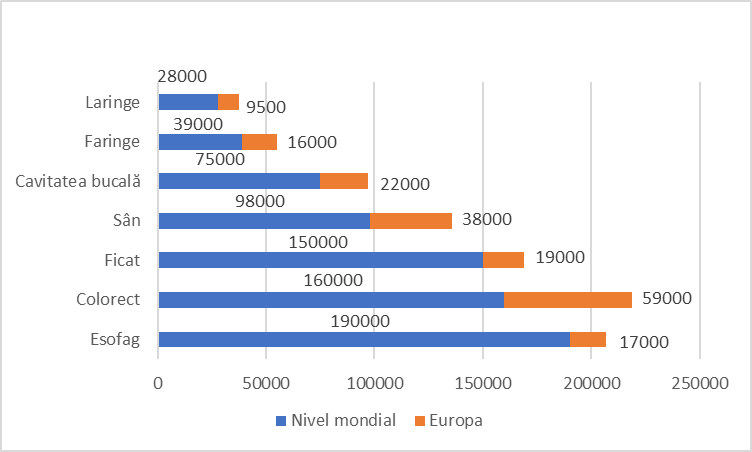 28000
Laringe
9500
39000
Faringe
16000
75000
Cavitatea bucală
22000
98000
Sân
38000
150000
Ficat
19000
160000
Colorect
59000
190000
Esofag
17000
0 50000 100000 150000 200000 250000
Nivel mondial Europa